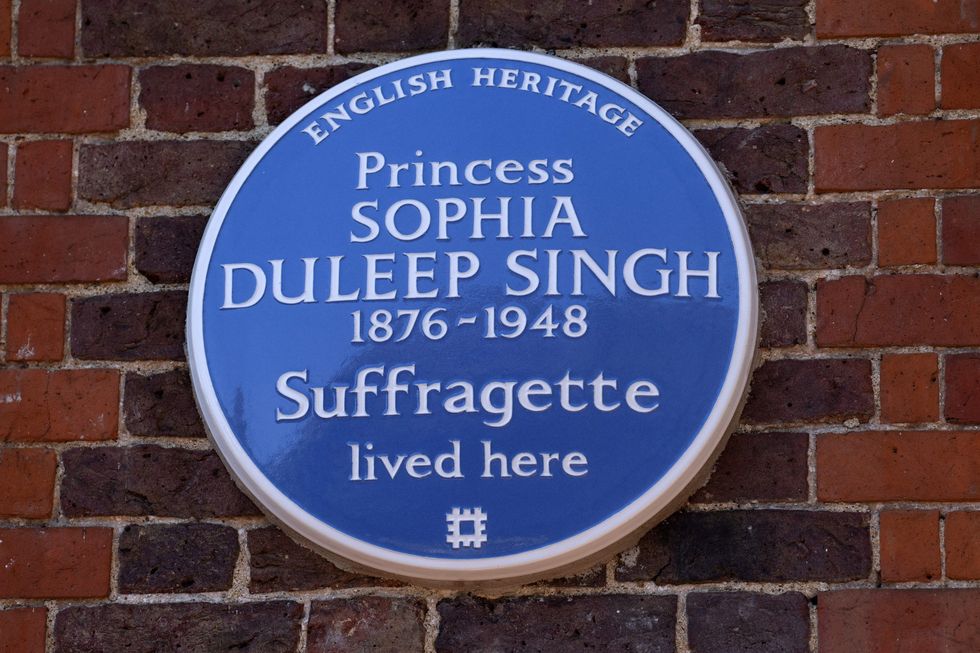 ENGLISH HERITAGE
Princess
SOPHIA
DULEEP SINGH
1876-1948
Suffragette
lived here